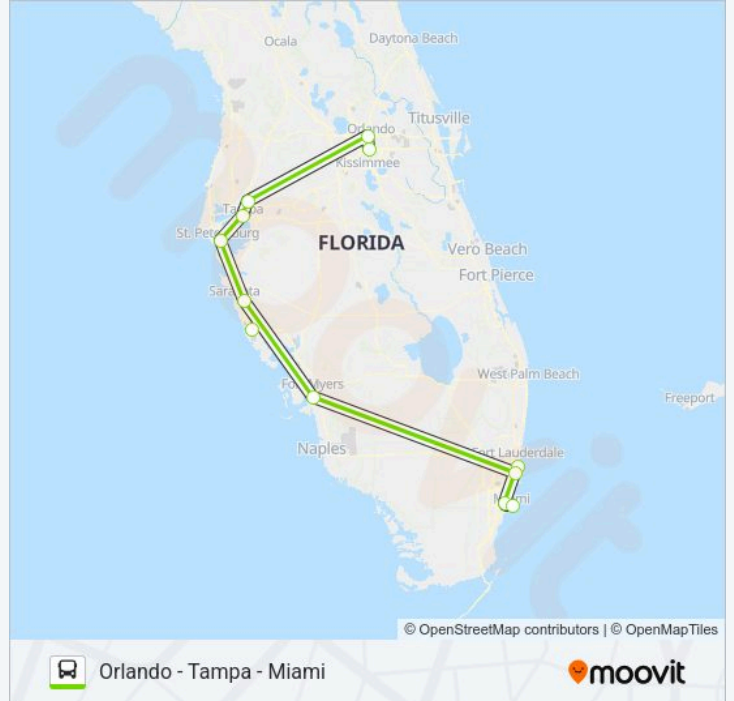 Ocala
Daytona Beach
Titusville
Orlando
Kissimmee
Tampa
St. Petersburg
FLORIDA
Vero Beach
Fort Pierce
Sarasota
West Palm Beach
Fort Myers
Freeport
Naples
Fort Lauderdale
Miami
moovit
© OpenStreetMap contributors | © OpenMapTiles
Orlando - Tampa - Miami
moovit